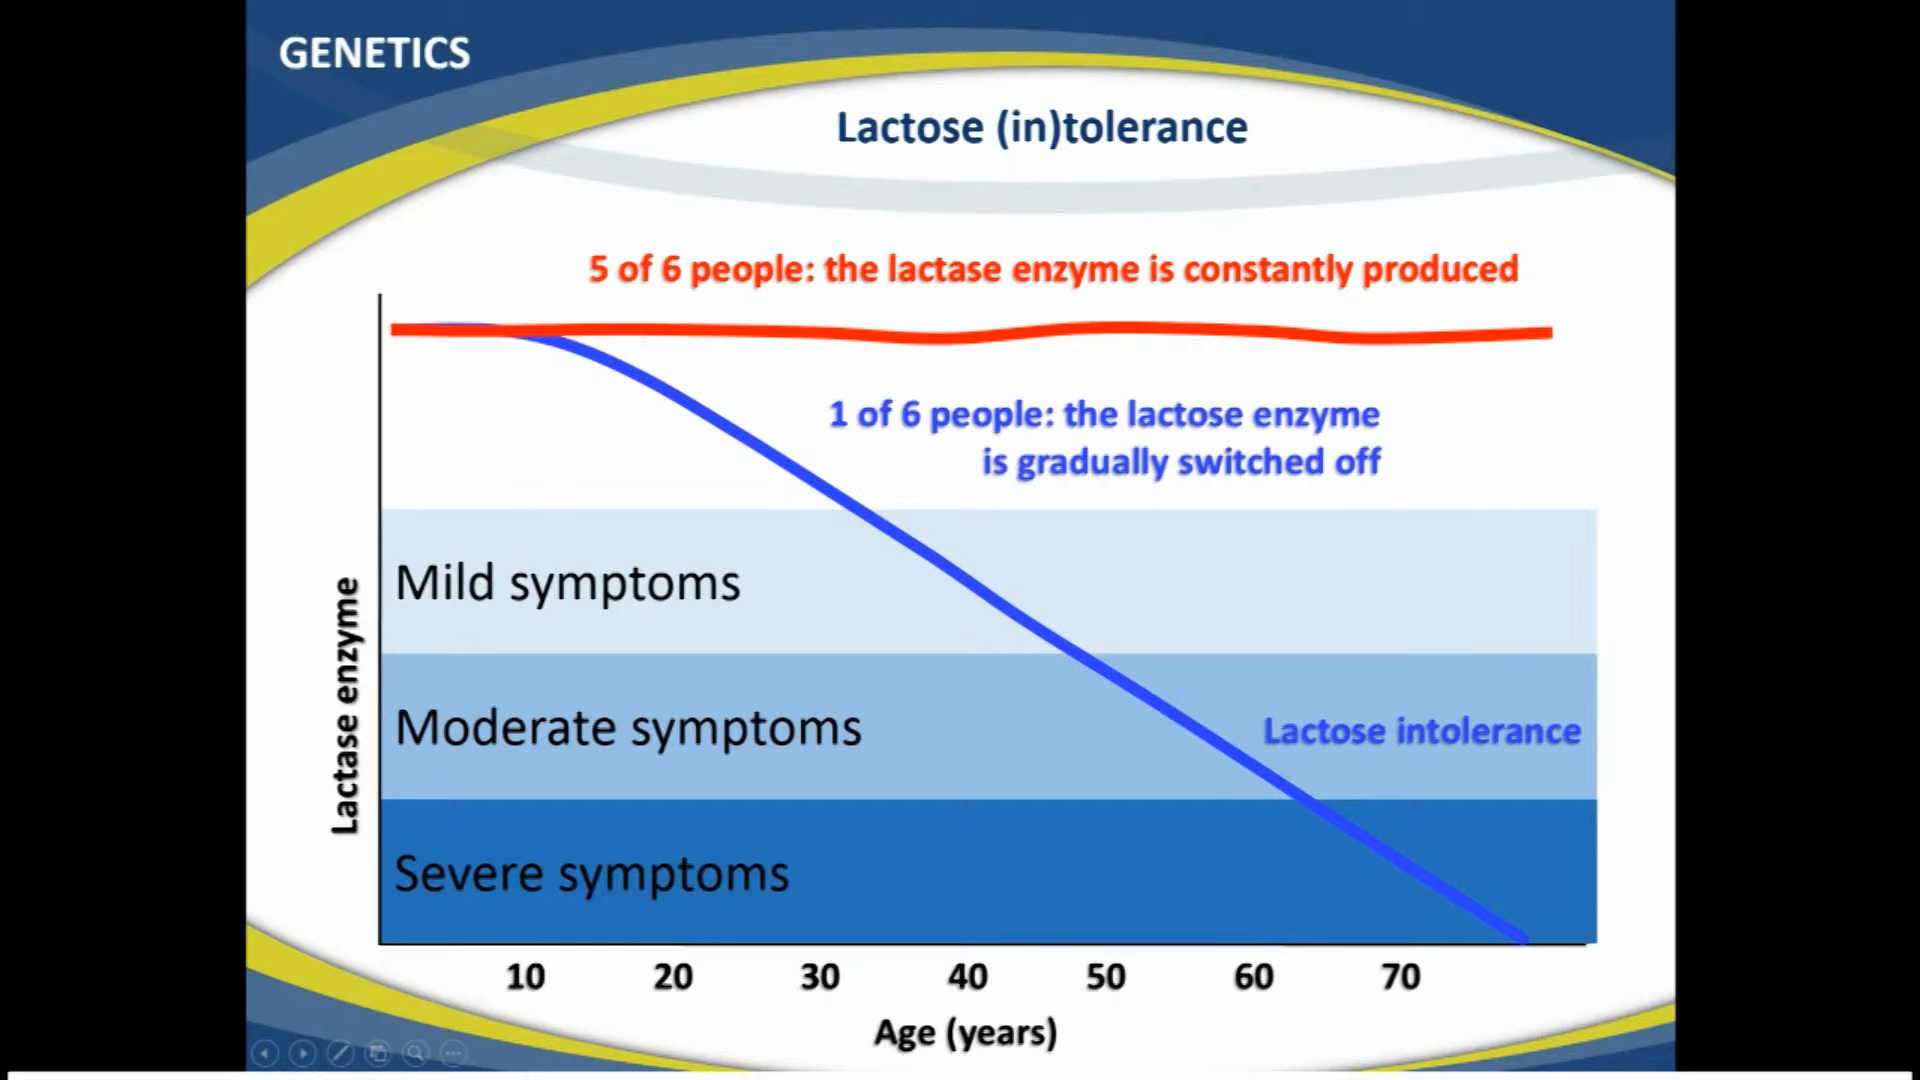 GENETICS
Lactose (in)tolerance
5 of 6 people: the lactase enzyme is constantly produced
1 of 6 people: the lactose enzyme
is gradually switched off
Mild symptoms
Moderate symptoms
Lactose intolerance
Severe symptoms
Lactase enzyme
10 20 30 40 50 60 70
Age (years)